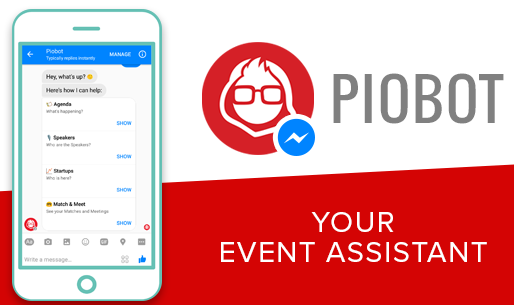 Piobot
Typically replies instantly
MANAGE
Hey, what's up?
Here's how I can help:
Agenda
What's happening?
SHOW
Speakers
Who are the Speakers?
SHOW
Startups
Who is here?
SHOW
Match & Meet
See your Matches and Meetings
SHOW
Aa
GIF
Write a message...
PIOBOT
YOUR
EVENT ASSISTANT